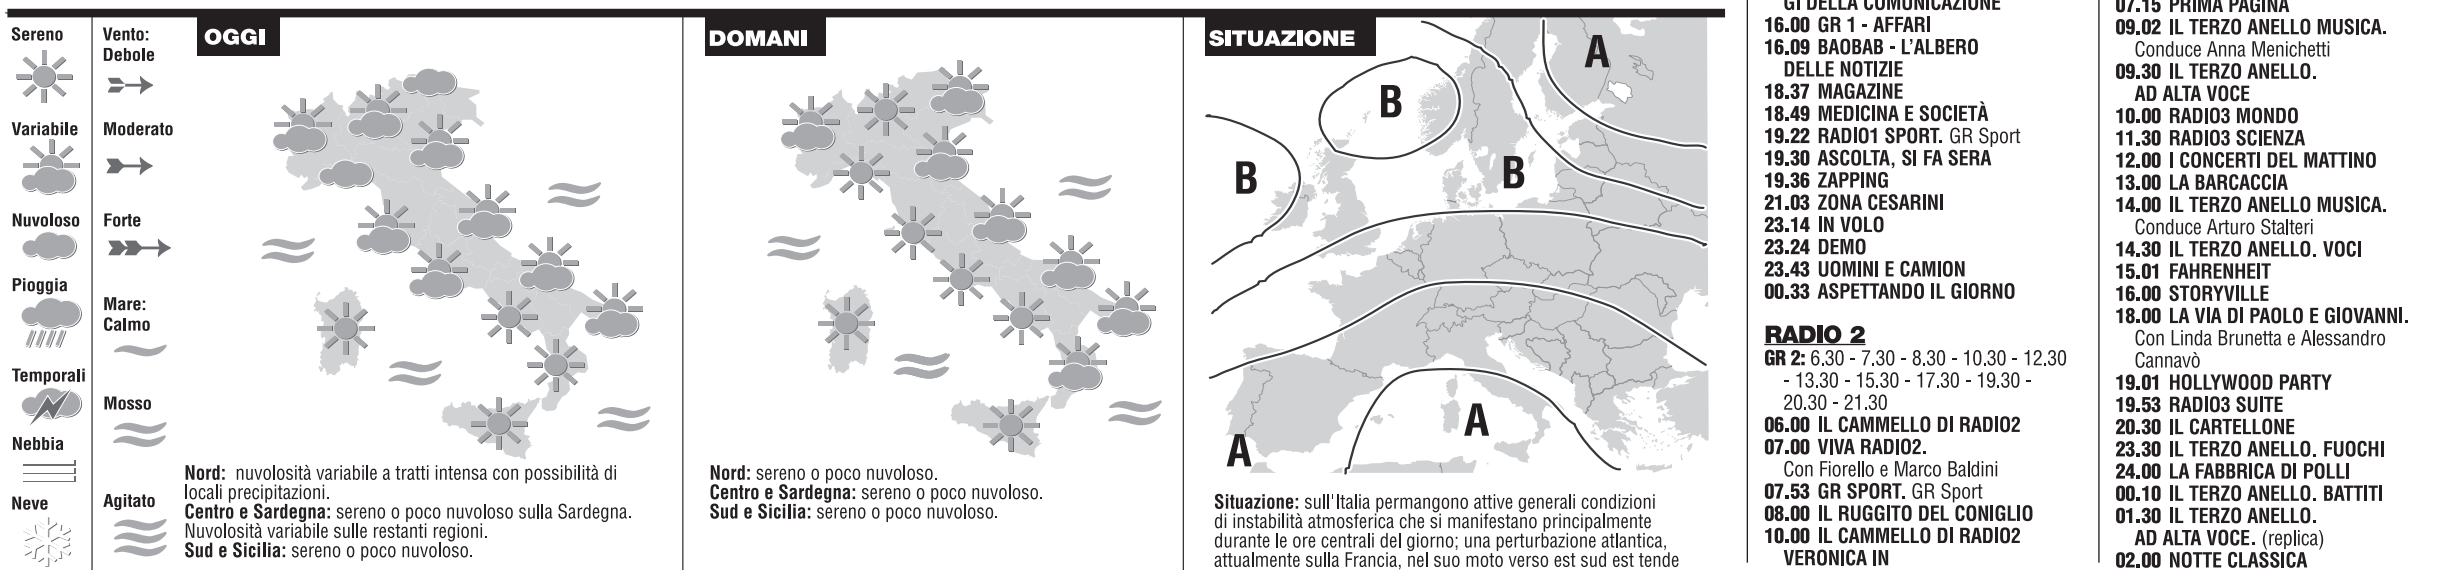 Sereno
Variabile
Nuvoloso
Pioggia
Temporali
Nebbia
Neve
Vento:
Debole
Moderato
Forte
Mare:
Calmo
Mosso
Agitato
OGGI
Nord: nuvolosità variabile a tratti intensa con possibilità di
locali precipitazioni.
Centro e Sardegna: sereno o poco nuvoloso sulla Sardegna.
Nuvolosità variabile sulle restanti regioni.
Sud e Sicilia: sereno o poco nuvoloso.
DOMANI
Nord: sereno o poco nuvoloso.
Centro e Sardegna: sereno o poco nuvoloso.
Sud e Sicilia: sereno o poco nuvoloso.
SITUAZIONE
A
B
B
B
A
A
Situazione: sull'Italia permangono attive generali condizioni
di instabilità atmosferica che si manifestano principalmente
durante le ore centrali del giorno; una perturbazione atlantica,
attualmente sulla Francia, nel suo moto verso est sud est tende
GI DELLA COMUNICAZIONE
16.00 GR 1 - AFFARI
16.09 BAOBAB - L'ALBERO
DELLE NOTIZIE
18.37 MAGAZINE
18.49 MEDICINA E SOCIETÀ
19.22 RADIO1 SPORT. GR Sport
19.30 ASCOLTA, SI FA SERA
19.36 ZAPPING
21.03 ZONA CESARINI
23.14 IN VOLO
23.24 DEMO
23.43 UOMINI E CAMION
00.33 ASPETTANDO IL GIORNO
RADIO 2
GR 2: 6.30 - 7.30 - 8.30 - 10.30 - 12.30
- 13.30 - 15.30 - 17.30 - 19.30 -
20.30 - 21.30
06.00 IL CAMMELLO DI RADIO2
07.00 VIVA RADIO2.
Con Fiorello e Marco Baldini
07.53 GR SPORT. GR Sport
08.00 IL RUGGITO DEL CONIGLIO
10.00 IL CAMMELLO DI RADIO2
VERONICA IN
07.15 PRIMA PAGINA
09.02 IL TERZO ANELLO MUSICA.
Conduce Anna Menichetti
09.30 IL TERZO ANELLO.
AD ALTA VOCE
10.00 RADIO3 MONDO
11.30 RADIO3 SCIENZA
12.00 I CONCERTI DEL MATTINO
13.00 LA BARCACCIA
14.00 IL TERZO ANELLO MUSICA.
Conduce Arturo Stalteri
14.30 IL TERZO ANELLO. VOCI
15.01 FAHRENHEIT
16.00 STORYVILLE
18.00 LA VIA DI PAOLO E GIOVANNI.
Con Linda Brunetta e Alessandro
Cannavò
19.01 HOLLYWOOD PARTY
19.53 RADIO3 SUITE
20.30 IL CARTELLONE
23.30 IL TERZO ANELLO. FUOCHI
24.00 LA FABBRICA DI POLLI
00.10 IL TERZO ANELLO. BATTITI
01.30 IL TERZO ANELLO.
AD ALTA VOCE. (replica)
02.00 NOTTE CLASSICA